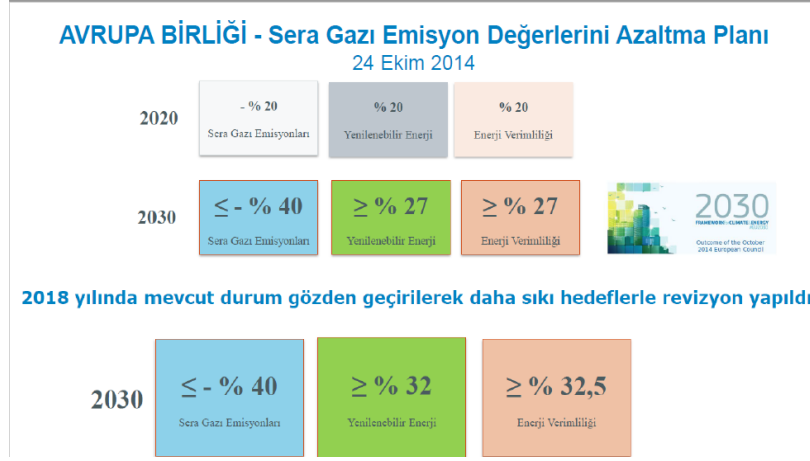 AVRUPA BİRLİĞİ - Sera Gazı Emisyon Değerlerini Azaltma Planı
24 Ekim 2014
2020
- % 20
Sera Gazı Emisyonları
% 20
Yenilenebilir Enerji
% 20
Enerji Verimliliği
2030
≤ - % 40
Sera Gazı Emisyonları
≥ % 27
Yenilenebilir Enerji
≥ % 27
Enerji Verimliliği
2030
FRAMEWORK CLIMATE ENERGY
Outcome of the October
2014 European Council
2018 yılında mevcut durum gözden geçirilerek daha sıkı hedeflerle revizyon yapıldı
2030
≤ - % 40
Sera Gazı Emisyonları
≥ % 32
Yenilenebilir Enerji
≥ % 32,5
Enerji Verimliliği